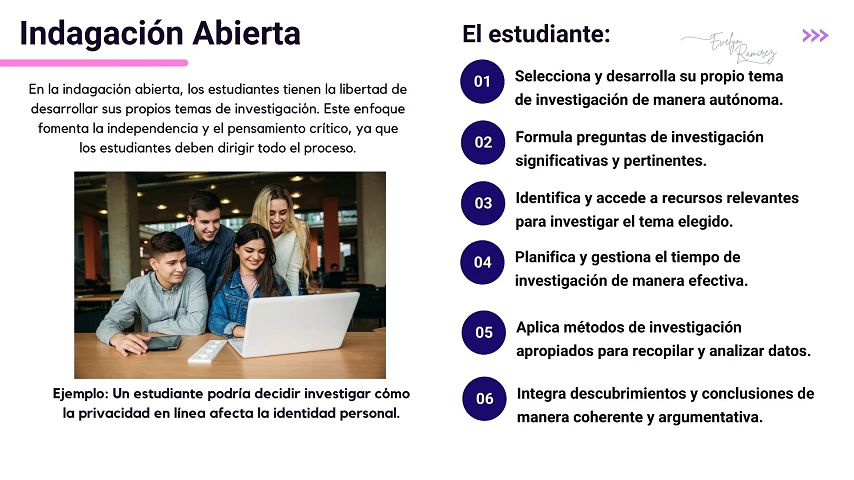 Indagación Abierta
En la indagación abierta, los estudiantes tienen la libertad de
desarrollar sus propios temas de investigación. Este enfoque
fomenta la independencia y el pensamiento crítico, ya que
los estudiantes deben dirigir todo el proceso.
Ejemplo: Un estudiante podría decidir investigar cómo
la privacidad en línea afecta la identidad personal.
El estudiante:
Evelyn
Ramirez
01
Selecciona y desarrolla su propio tema
de investigación de manera autónoma.
02
Formula preguntas de investigación
significativas y pertinentes.
03
Identifica y accede a recursos relevantes
para investigar el tema elegido.
04
Planifica y gestiona el tiempo de
investigación de manera efectiva.
05
Aplica métodos de investigación
apropiados para recopilar y analizar datos.
06
Integra descubrimientos y conclusiones de
manera coherente y argumentativa.